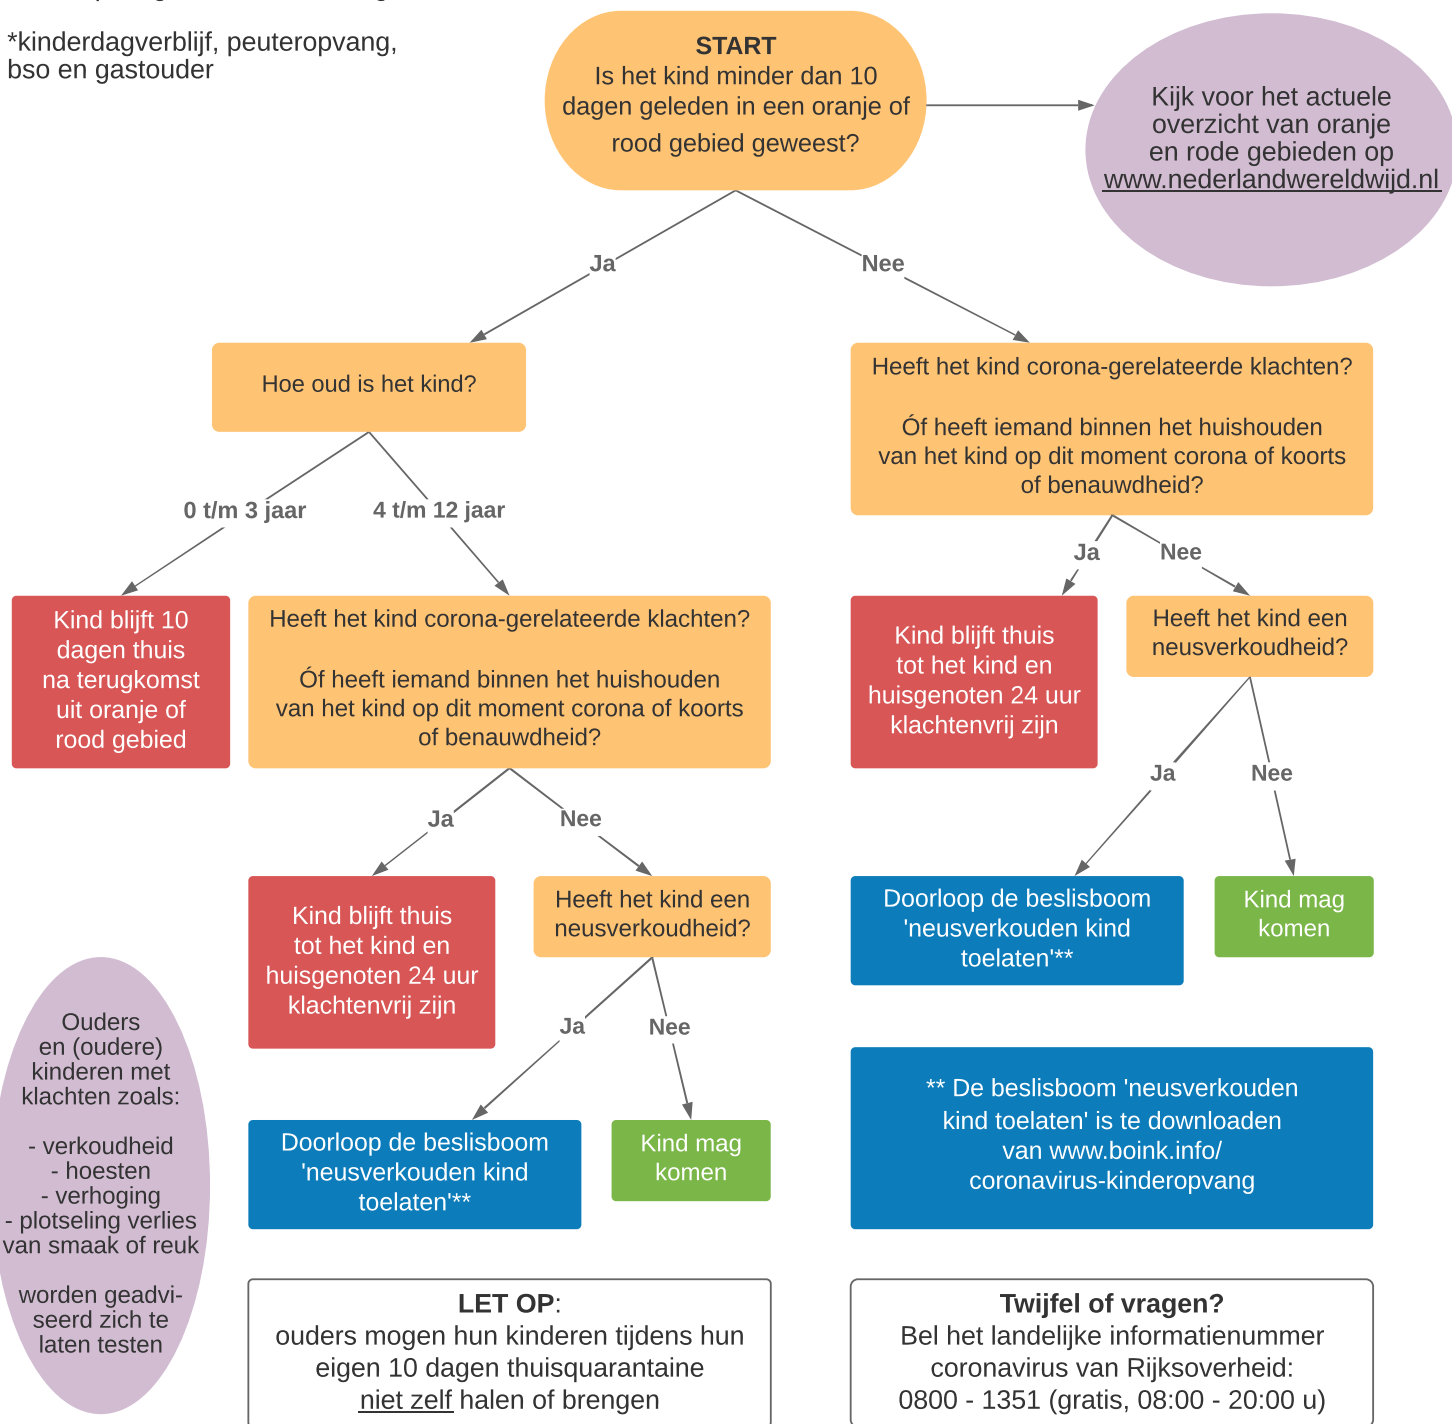 *kinderdagverblijf, peuteropvang,
bso en gastouder
START
Is het kind minder dan 10
dagen geleden in een oranje of
rood gebied geweest?
Kijk voor het actuele
overzicht van oranje
en rode gebieden op
www.nederlandwereldwijd.nl
Ja
Nee
Hoe oud is het kind?
Heeft het kind corona-gerelateerde klachten?
Óf heeft iemand binnen het huishouden
van het kind op dit moment corona of koorts
of benauwdheid?
0 t/m 3 jaar
4 t/m 12 jaar
Ja
Nee
Kind blijft 10
dagen thuis
na terugkomst
uit oranje of
rood gebied
Heeft het kind corona-gerelateerde klachten?
Óf heeft iemand binnen het huishouden
van het kind op dit moment corona of koorts
of benauwdheid?
Kind blijft thuis
tot het kind en
huisgenoten 24 uur
klachtenvrij zijn
Heeft het kind een
neusverkoudheid?
Ja
Nee
Ja
Nee
Kind blijft thuis
tot het kind en
huisgenoten 24 uur
klachtenvrij zijn
Heeft het kind een
neusverkoudheid?
Doorloop de beslisboom
'neusverkouden kind
toelaten'**
Kind mag
komen
Ja
Nee
Doorloop de beslisboom
'neusverkouden kind
toelaten'**
Kind mag
komen
** De beslisboom 'neusverkouden
kind toelaten' is te downloaden
van www.boink.info/
coronavirus-kinderopvang
Ouders
en (oudere)
kinderen met
klachten zoals:
- verkoudheid
- hoesten
- verhoging
- plotseling verlies
van smaak of reuk
worden geadvi-
seerd zich te
laten testen
LET OP:
ouders mogen hun kinderen tijdens hun
eigen 10 dagen thuisquarantaine
niet zelf halen of brengen
Twijfel of vragen?
Bel het landelijke informatienummer
coronavirus van Rijksoverheid:
0800 - 1351 (gratis, 08:00 - 20:00 u)